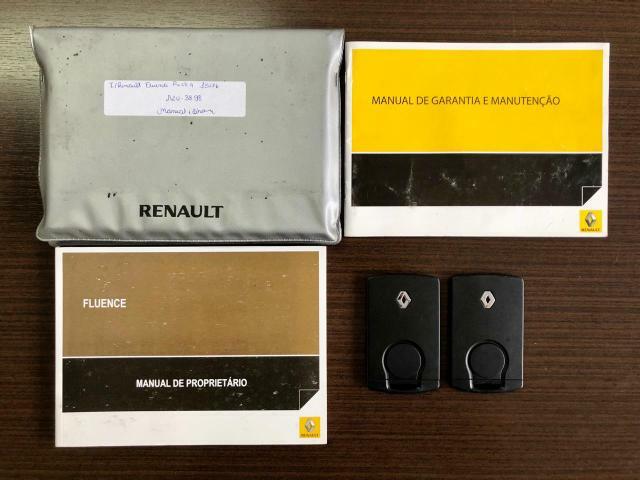 RENAULT
MANUAL DE GARANTIA E MANUTENÇÃO
RENAULT
FLUENCE
MANUAL DE PROPRIETÁRIO
RENAULT